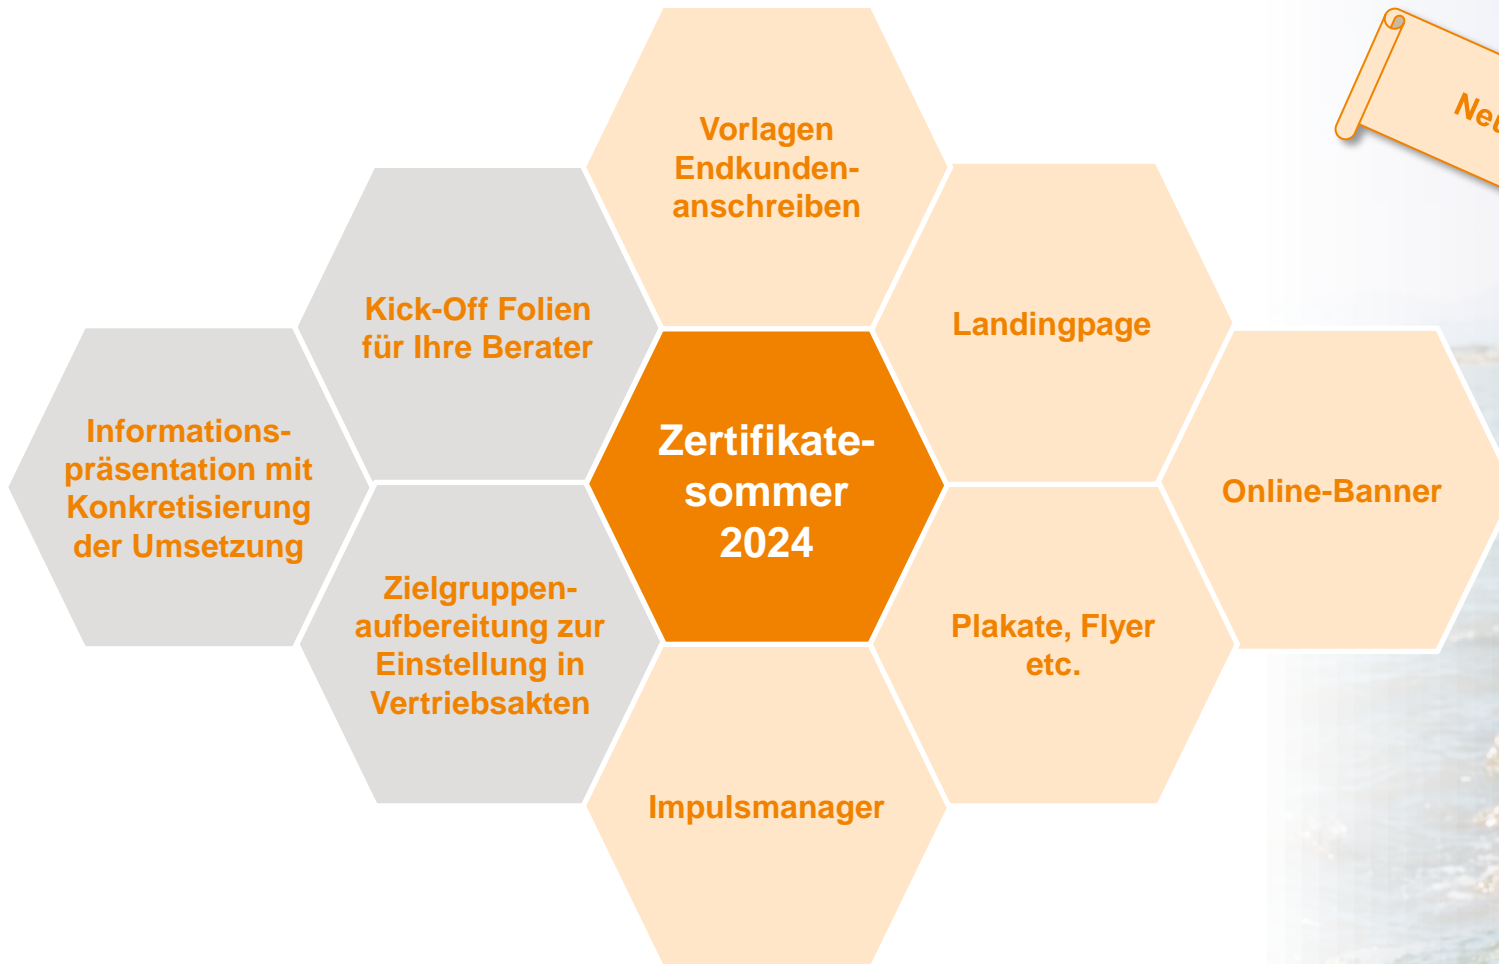 Vorlagen
Endkunden-
anschreiben
Kick-Off Folien
für Ihre Berater
Landingpage
Informations-
präsentation mit
Konkretisierung
der Umsetzung
Zertifikate-
sommer
2024
Online-Banner
Zielgruppen-
aufbereitung zur
Einstellung in
Vertriebsakten
Plakate, Flyer
etc.
Impulsmanager